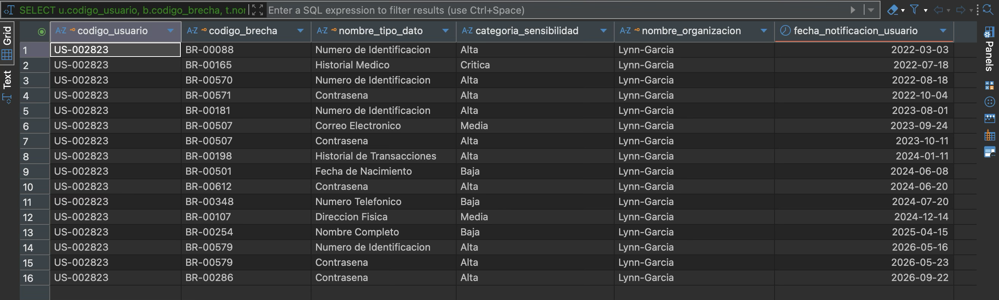 SELECT u.codigo_usuario, b.codigo_brecha, t.nor Enter a SQL expression to filter results (use Ctrl+Space)
Grid
Text
Panels
A-Z codigo_usuario A-Z codigo_brecha A-Z nombre_tipo_dato A-Z categoria_sensibilidad A-Z nombre_organizacion fecha_notificacion_usuario
1 US-002823 BR-00088 Numero de Identificacion Alta Lynn-Garcia 2022-03-03
2 US-002823 BR-00165 Historial Medico Critica Lynn-Garcia 2022-07-18
3 US-002823 BR-00570 Numero de Identificacion Alta Lynn-Garcia 2022-08-18
4 US-002823 BR-00571 Contrasena Alta Lynn-Garcia 2022-10-04
5 US-002823 BR-00181 Numero de Identificacion Alta Lynn-Garcia 2023-08-01
6 US-002823 BR-00507 Correo Electronico Media Lynn-Garcia 2023-09-24
7 US-002823 BR-00507 Contrasena Alta Lynn-Garcia 2023-10-11
8 US-002823 BR-00198 Historial de Transacciones Alta Lynn-Garcia 2024-01-11
9 US-002823 BR-00501 Fecha de Nacimiento Baja Lynn-Garcia 2024-06-08
10 US-002823 BR-00612 Contrasena Alta Lynn-Garcia 2024-06-20
11 US-002823 BR-00348 Numero Telefonico Baja Lynn-Garcia 2024-07-20
12 US-002823 BR-00107 Direccion Fisica Media Lynn-Garcia 2024-12-14
13 US-002823 BR-00254 Nombre Completo Baja Lynn-Garcia 2025-04-15
14 US-002823 BR-00579 Numero de Identificacion Alta Lynn-Garcia 2026-05-16
15 US-002823 BR-00579 Contrasena Alta Lynn-Garcia 2026-05-23
16 US-002823 BR-00286 Contrasena Alta Lynn-Garcia 2026-09-22